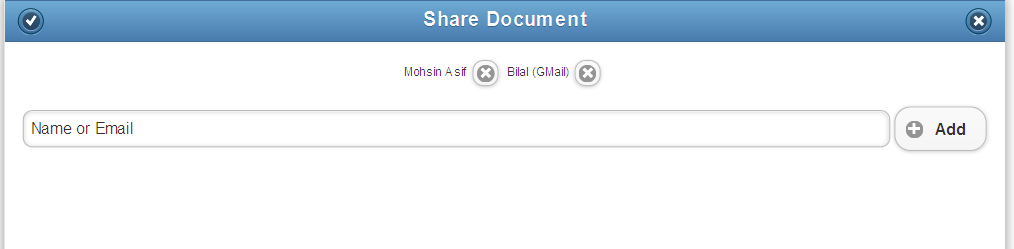 Share Document
Mohsin Asif Bilal (GMail)
Name or Email Add